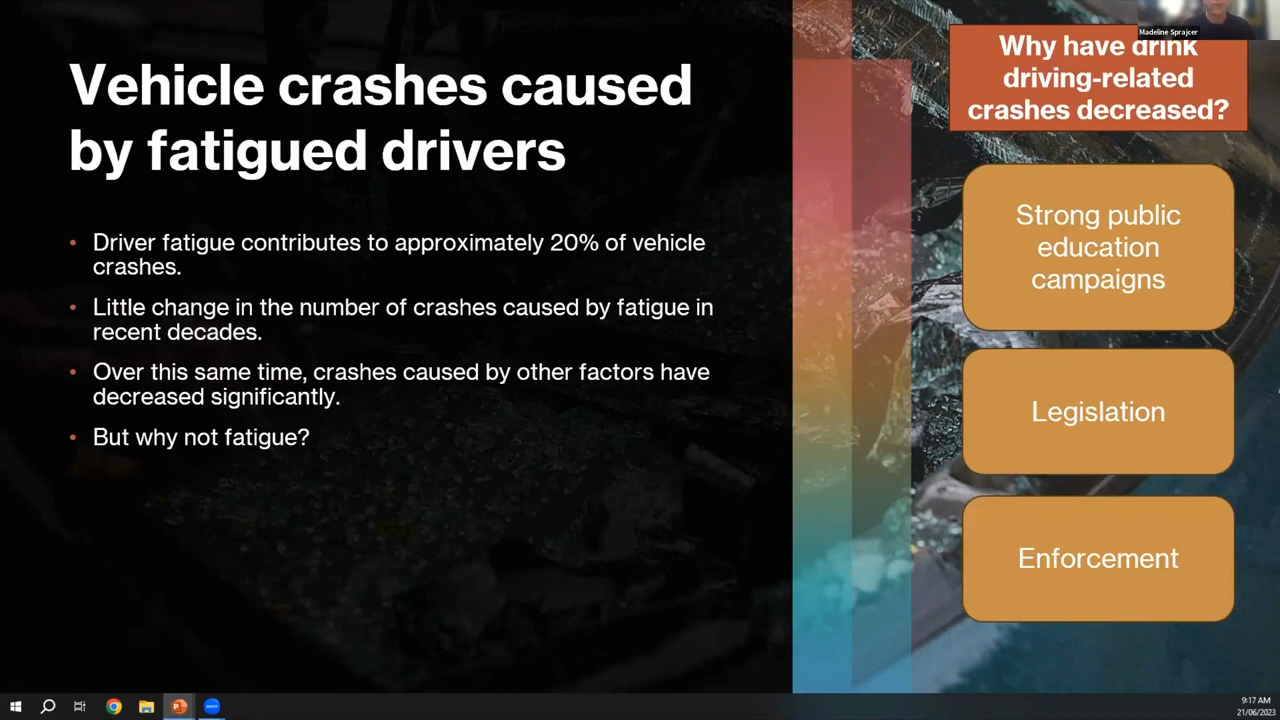 Vehicle crashes caused
by fatigued drivers
• Driver fatigue contributes to approximately 20% of vehicle
crashes.
• Little change in the number of crashes caused by fatigue in
recent decades.
• Over this same time, crashes caused by other factors have
decreased significantly.
• But why not fatigue?
Madeline Sprajcer
Why have drink
driving-related
crashes decreased?
Strong public
education
campaigns
Legislation
Enforcement
9:17 AM
21/06/2023